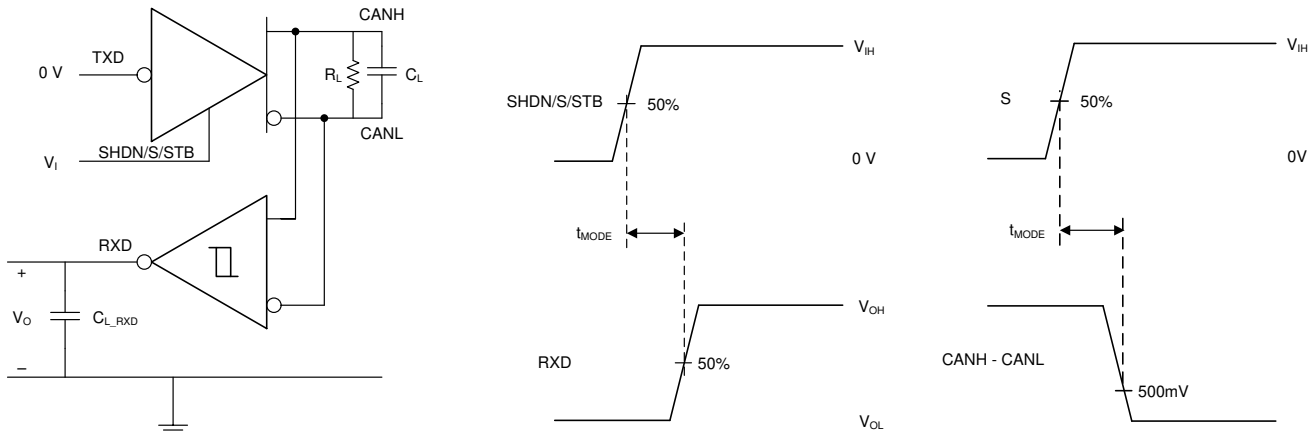 CANH
TXD
0 V
R_L
C_L
CANL
SHDN/S/STB
V_I
RXD
+
V_O
C_L_RXD
–
V_IH
SHDN/S/STB
50%
0 V
t_MODE
V_OH
RXD
50%
V_OL
V_IH
S
50%
0V
t_MODE
CANH - CANL
500mV